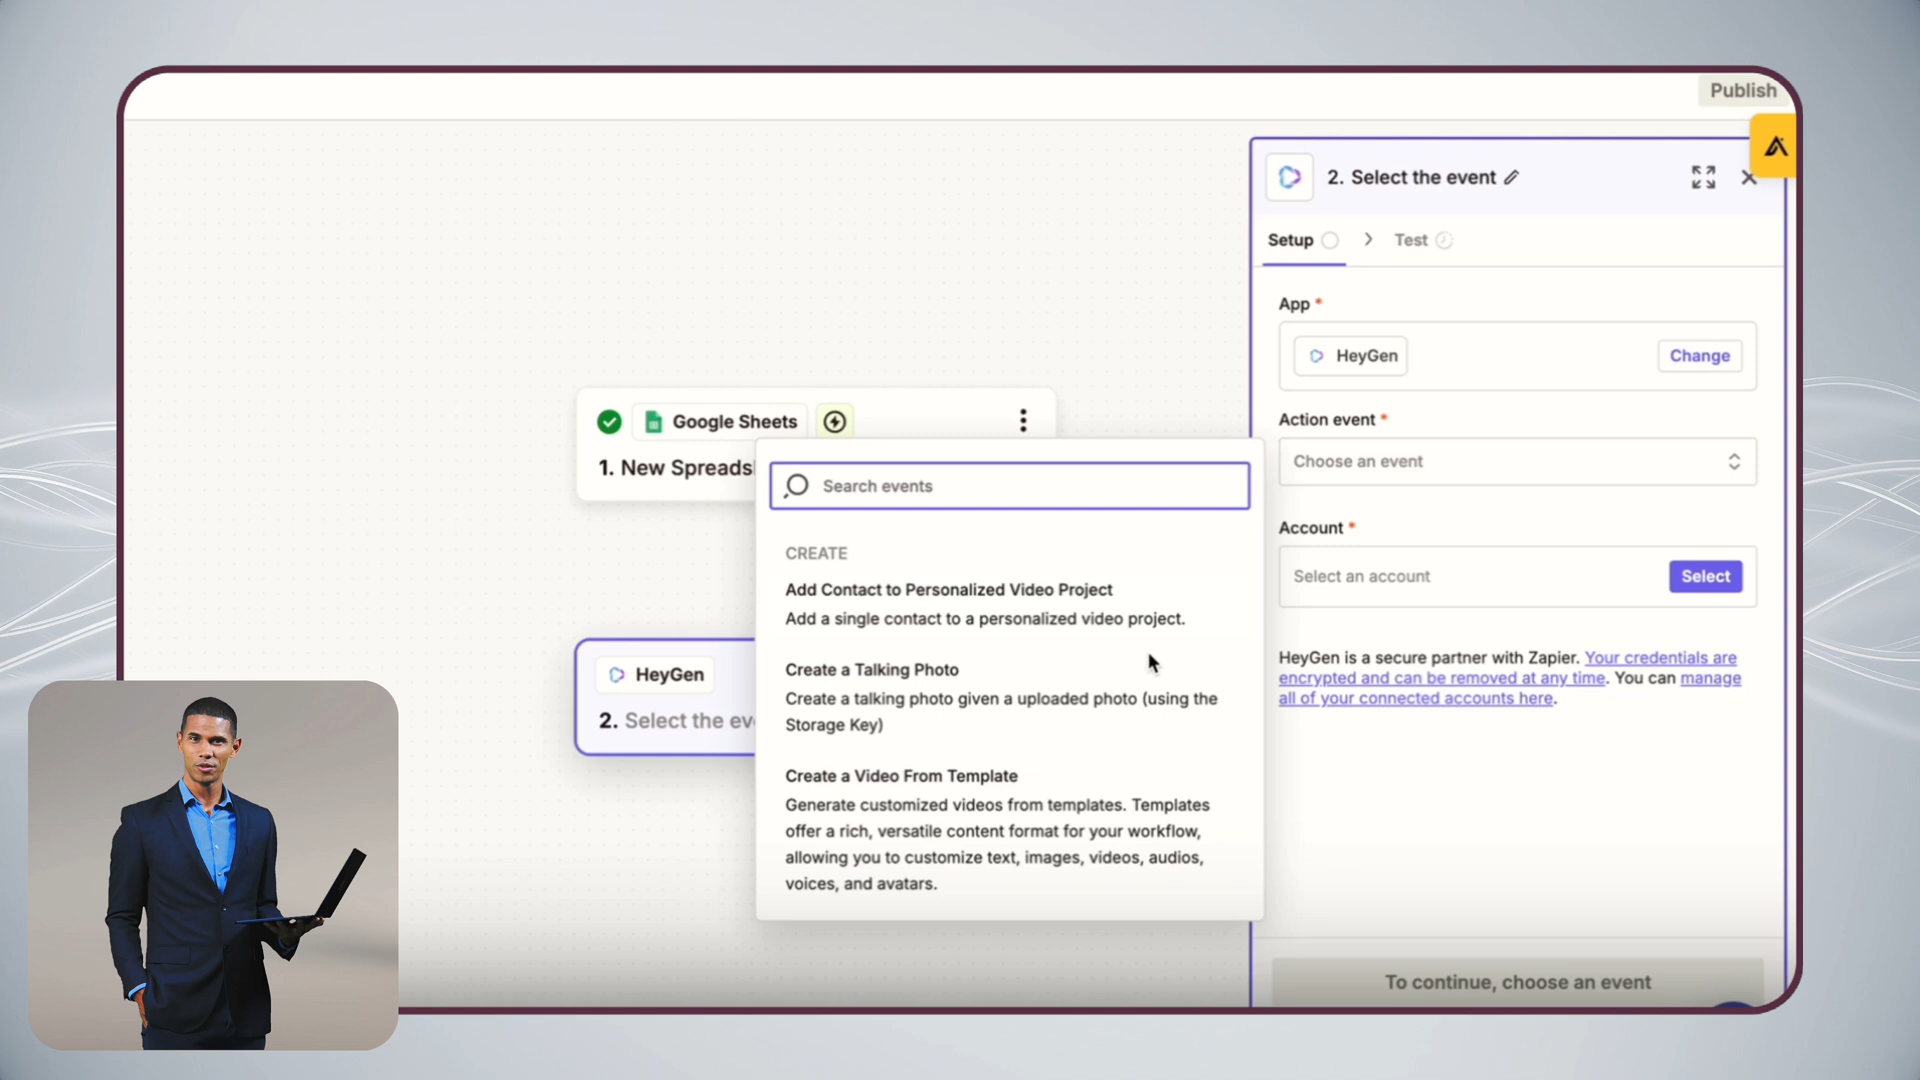 Publish
2. Select the event
Setup
Test
App *
HeyGen
Change
Action event *
Choose an event
Account *
Select an account
Select
HeyGen is a secure partner with Zapier. Your credentials are
encrypted and can be removed at any time. You can manage
all of your connected accounts here.
To continue, choose an event
Google Sheets
1. New Spreads
HeyGen
2. Select the eve
Search events
CREATE
Add Contact to Personalized Video Project
Add a single contact to a personalized video project.
Create a Talking Photo
Create a talking photo given a uploaded photo (using the
Storage Key)
Create a Video From Template
Generate customized videos from templates. Templates
offer a rich, versatile content format for your workflow,
allowing you to customize text, images, videos, audios,
voices, and avatars.